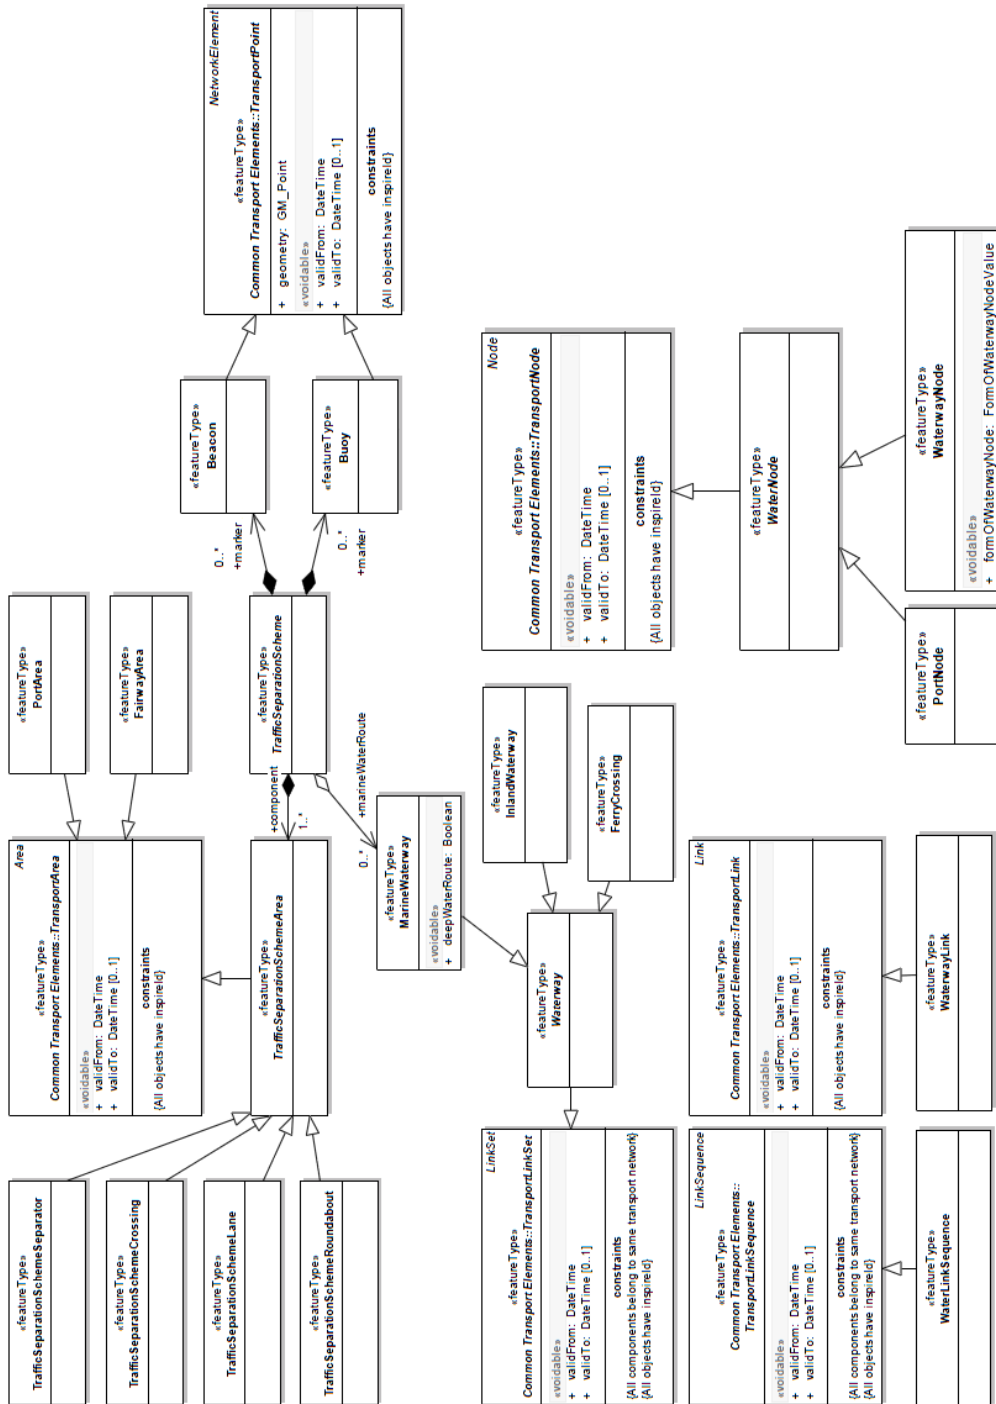 «featureType»
TrafficSeparationSchemeSeparator
«featureType»
TrafficSeparationSchemeCrossing
«featureType»
TrafficSeparationSchemeLane
«featureType»
TrafficSeparationSchemeRoundabout
Area
«featureType»
Common Transport Elements::TransportArea
«voidable»
+ validFrom: DateTime
+ validTo: DateTime [0..1]
constraints
{All objects have inspireId}
«featureType»
TrafficSeparationSchemeArea
«featureType»
PortArea
«featureType»
FairwayArea
+component
1..*
«featureType»
TrafficSeparationScheme
0..*
+marker
0..*
+marker
«featureType»
Beacon
«featureType»
Buoy
NetworkElement
«featureType»
Common Transport Elements::TransportPoint
+ geometry: GM_Point
«voidable»
+ validFrom: DateTime
+ validTo: DateTime [0..1]
constraints
{All objects have inspireId}
0..*
+marineWaterRoute
«featureType»
MarineWaterway
«voidable»
+ deepWaterRoute: Boolean
LinkSet
«featureType»
Common Transport Elements::TransportLinkSet
«voidable»
+ validFrom: DateTime
+ validTo: DateTime [0..1]
constraints
{All components belong to same transport network}
{All objects have inspireId}
«featureType»
Waterway
«featureType»
InlandWaterway
«featureType»
FerryCrossing
Node
«featureType»
Common Transport Elements::TransportNode
«voidable»
+ validFrom: DateTime
+ validTo: DateTime [0..1]
constraints
{All objects have inspireId}
«featureType»
WaterNode
LinkSequence
«featureType»
Common Transport Elements::
TransportLinkSequence
«voidable»
+ validFrom: DateTime
+ validTo: DateTime [0..1]
constraints
{All components belong to same transport network}
{All objects have inspireId}
Link
«featureType»
Common Transport Elements::TransportLink
«voidable»
+ validFrom: DateTime
+ validTo: DateTime [0..1]
constraints
{All objects have inspireId}
«featureType»
WaterLinkSequence
«featureType»
WaterwayLink
«featureType»
PortNode
«featureType»
WaterwayNode
«voidable»
+ formOfWaterwayNode: FormOfWaterwayNodeValue